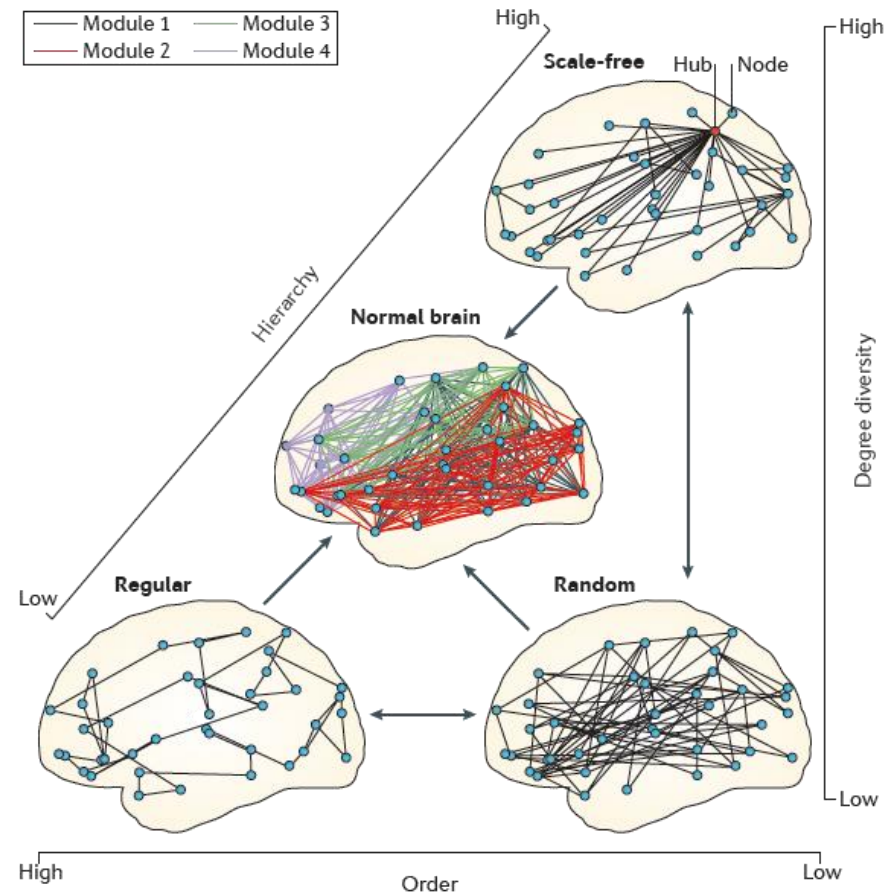 Module 1
Module 3
Module 2
Module 4
High
High
Scale-free
Hub
Node
Hierarchy
Normal brain
Degree diversity
Low
Regular
Random
Low
High
Order
Low